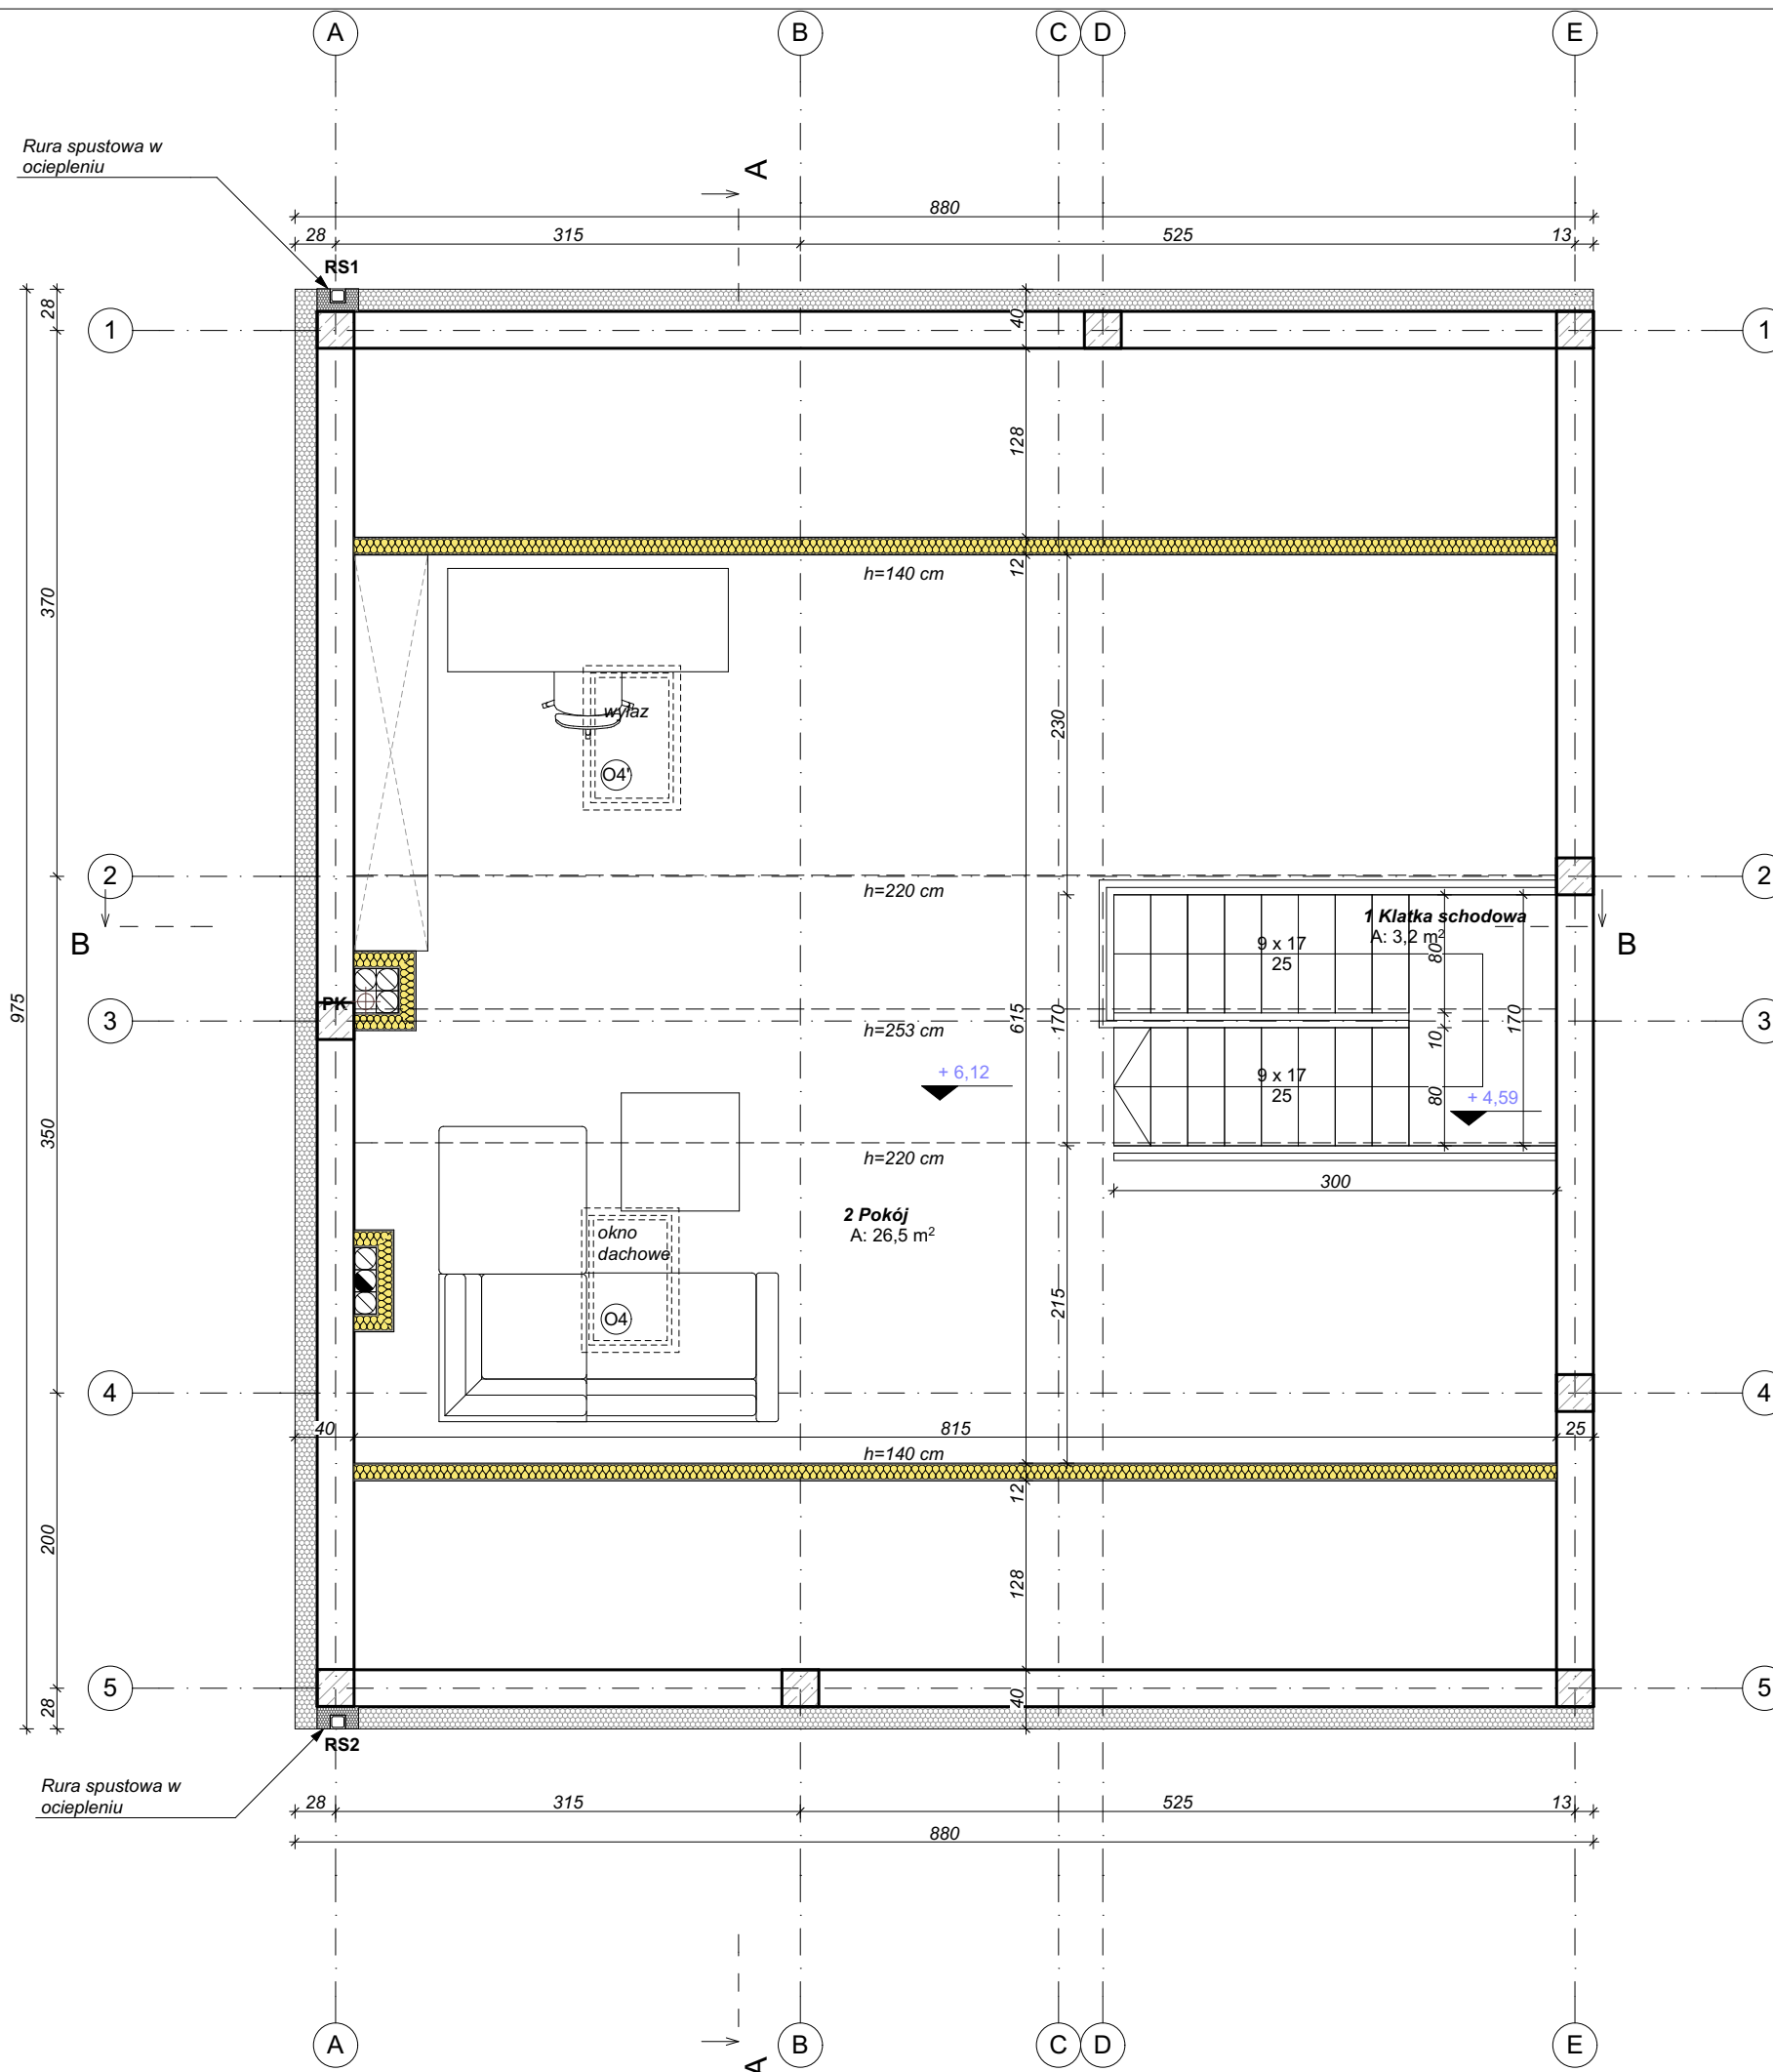 A
B
C
D
E
Rura spustowa w
ociepleniu
A
880
28
315
525
13
RS1
28
40
1
1
128
12
h=140 cm
370
230
wyłaz
O4'
2
h=220 cm
2
B
1 Klatka schodowa
A: 3,2 m²
B
9 x 17
25
80
PK
975
3
h=253 cm
615
170
10
170
3
+ 6,12
9 x 17
25
80
+ 4,59
350
h=220 cm
300
2 Pokój
A: 26,5 m²
okno
dachowe
O4
215
4
4
40
815
25
h=140 cm
12
200
128
5
28
40
5
RS2
Rura spustowa w
ociepleniu
28
315
525
13
880
A
B
C
D
E
A